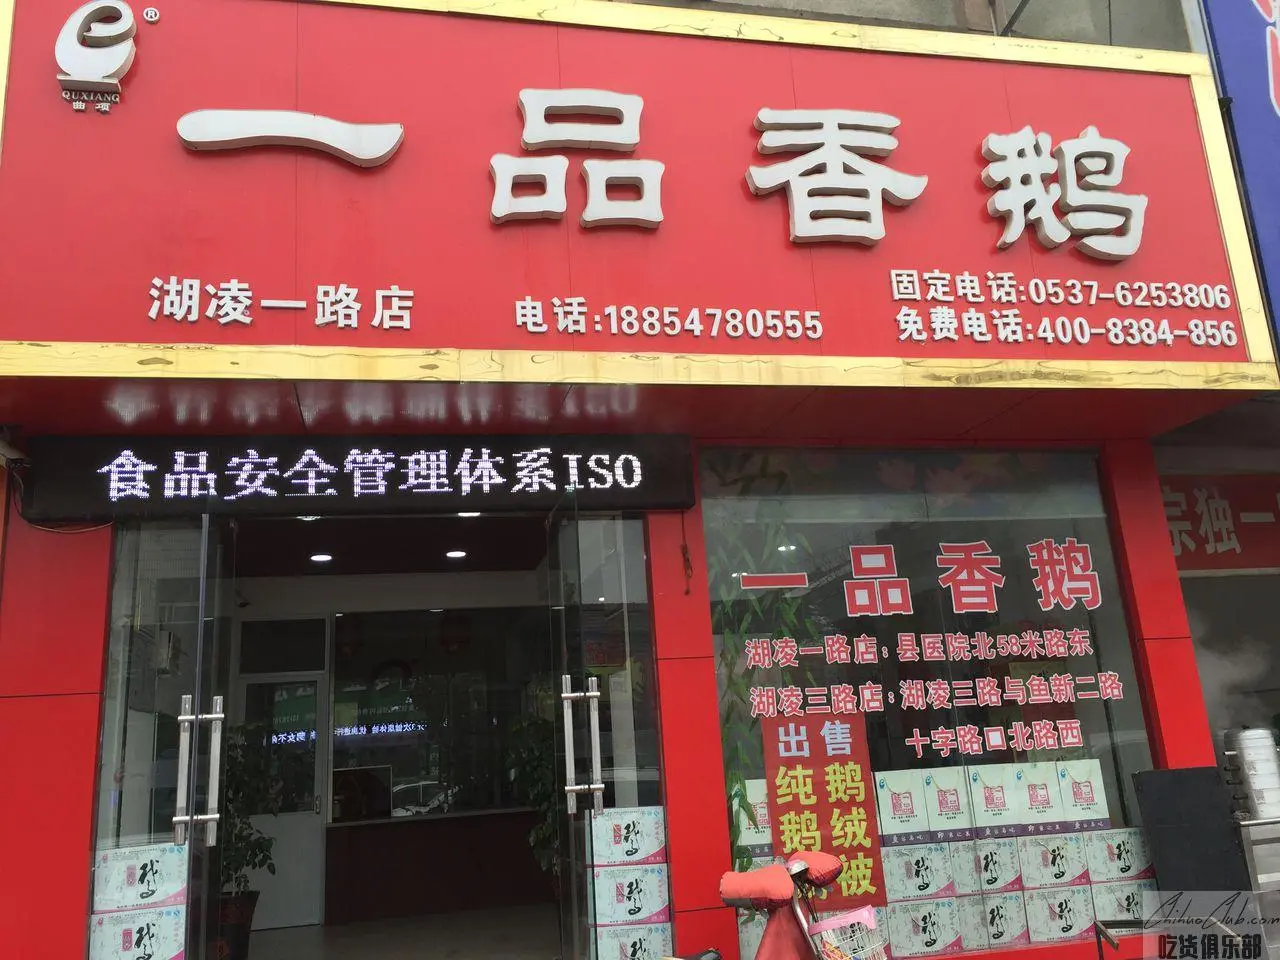 e®
QUXIANG
曲项
一品香鹅
湖凌一路店
电话:18854780555
固定电话:0537-6253806
免费电话:400-8384-856
食品安全管理体系ISO
一品香鹅
湖凌一路店:县医院北58米路东
湖凌三路店:湖凌三路与鱼新二路
十字路口北路西
出售
纯鹅
鹅绒被
宗独一
ChihuoClub.com
吃货俱乐部